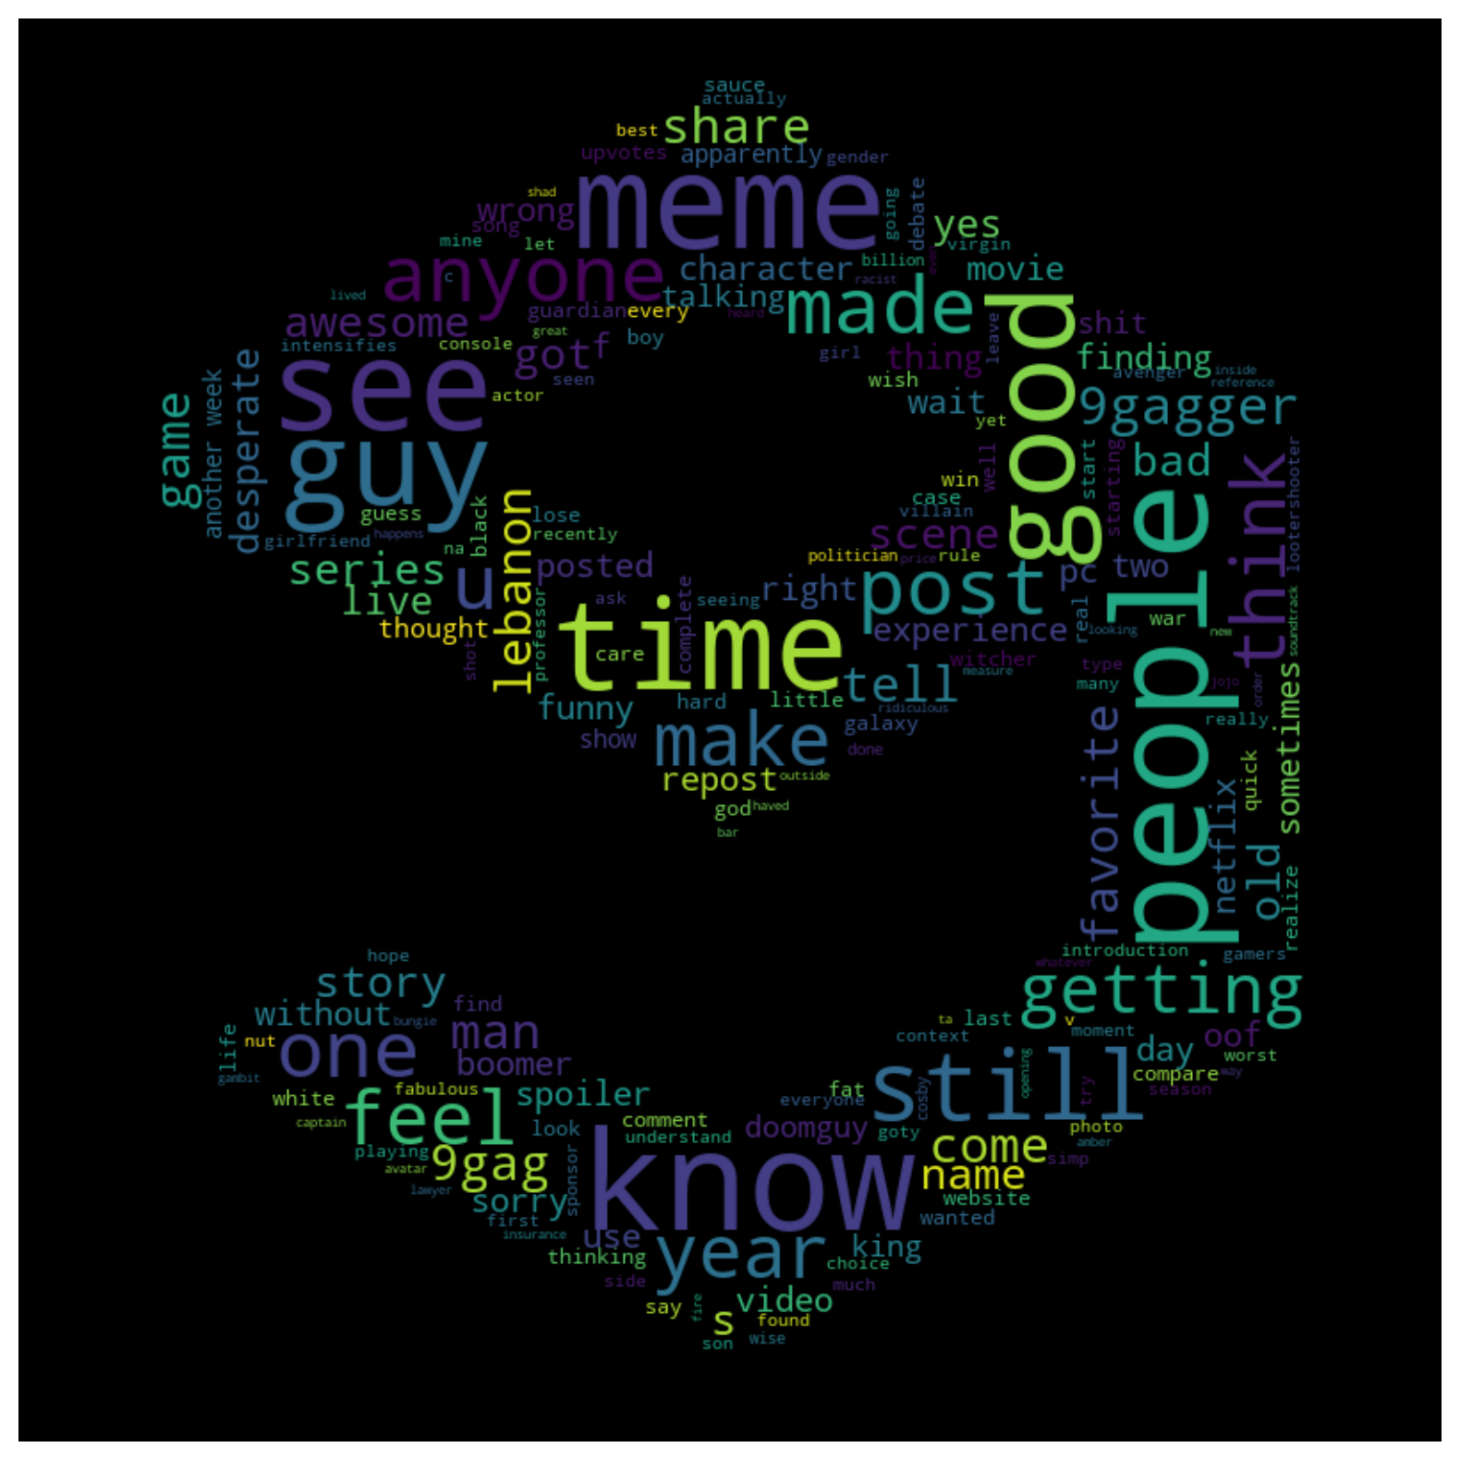 sauce
actually
best share
upvotes apparently gender
shad meme going debate
wrong
song
yes
mine let virgin
c anyone character billion ever movie
racist
lived talking made good
guardian every heard
awesome shit
intensifies console great gotf boy girl thing leave finding
seen wish avenger inside
reference
see actor wait 9gagger
yet
game another week desperate guy
well start starting bad think lootershooter
win
case
guess black lebanon lose villain
happens recently scene
girlfriend na politician price rule
series u posted right post pc two people
live professor ask complete seeing real war soundtrack
thought time care experience looking new
shot witcher type order
tell measure many jojo sometimes
funny hard little ridiculous favorite really
show make galaxy
done
repost outside quick netflix
god haved
bar old realize
introduction
hope whatever gamers
story getting
without bungie find ta last v
life nut one man context moment day oof
boomer worst
gambit still opening compare way
white fabulous spoiler fat cosby try season
captain feel everyone
comment doomguy goty photo
look understand amber
playing 9gag know come simp
avatar name
lawyer sorry sponsor website
first wanted
insurance use year king
thinking choice
side much
say fire video
s found
son wise